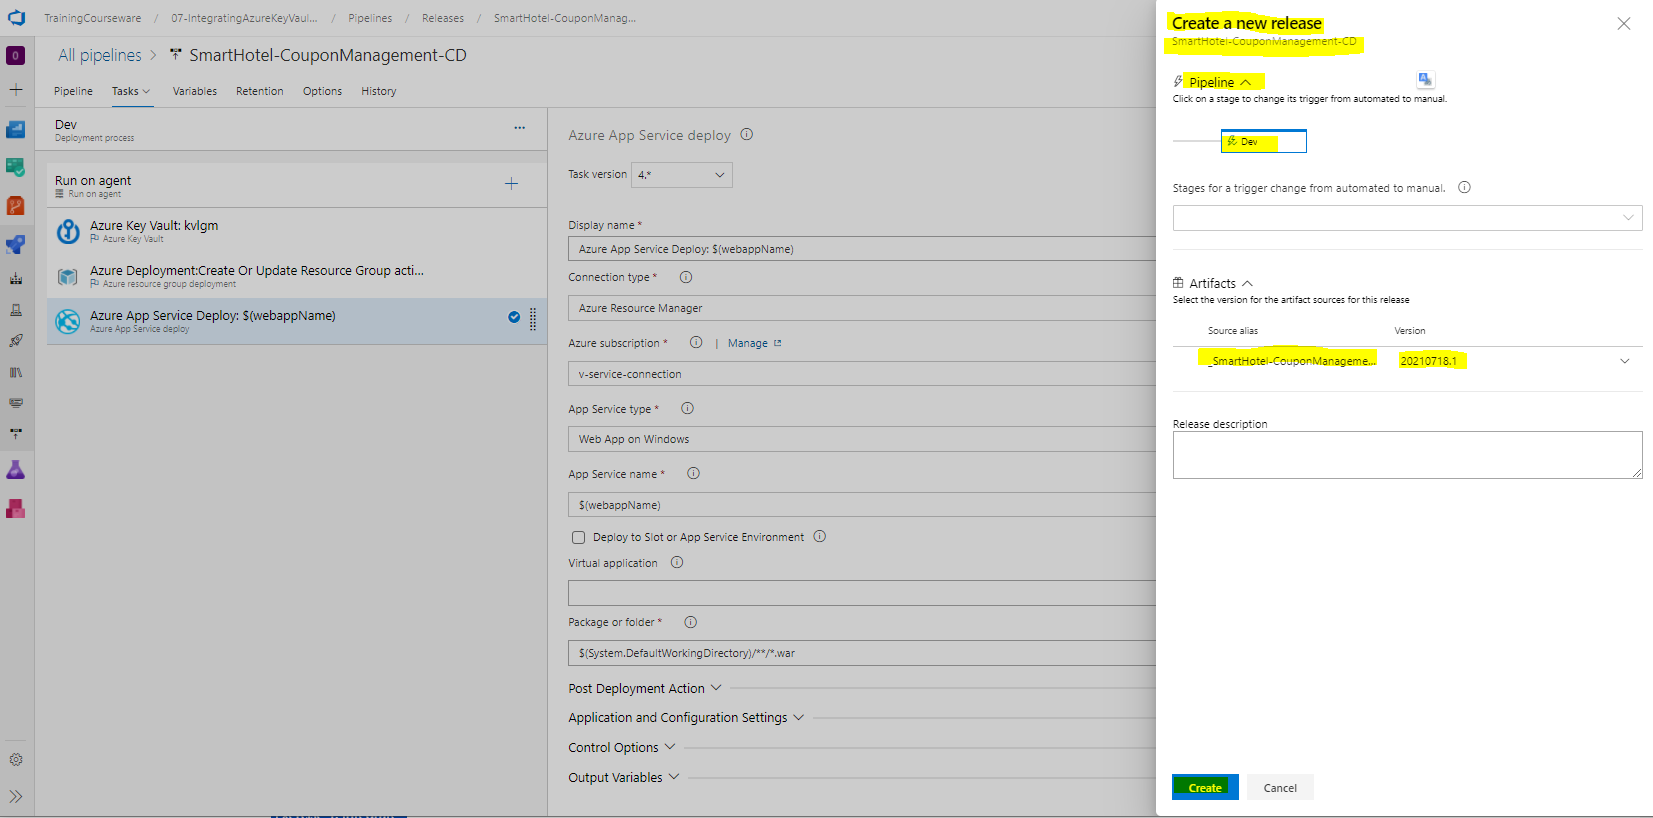 TrainingCourseware / 07-IntegratingAzureKeyVaul... / Pipelines / Releases / SmartHotel-CouponManag...
O
All pipelines > SmartHotel-CouponManagement-CD
Pipeline Tasks Variables Retention Options History
Dev
Deployment process
...
Run on agent
Run on agent
Azure Key Vault: kvlgm
Azure Key Vault
Azure Deployment:Create Or Update Resource Group acti...
Azure resource group deployment
Azure App Service Deploy: $(webappName)
Azure App Service deploy
Azure App Service deploy
Task version 4.*
Display name *
Azure App Service Deploy: $(webappName)
Connection type *
Azure Resource Manager
Azure subscription * | Manage
v-service-connection
App Service type *
Web App on Windows
App Service name *
$(webappName)
Deploy to Slot or App Service Environment
Virtual application
Package or folder *
$(System.DefaultWorkingDirectory)/**/*.war
Post Deployment Action
Application and Configuration Settings
Control Options
Output Variables
Create a new release
SmartHotel-CouponManagement-CD
Pipeline
Click on a stage to change its trigger from automated to manual.
Dev
Stages for a trigger change from automated to manual.
Artifacts
Select the version for the artifact sources for this release
Source alias Version
_SmartHotel-CouponManageme... 20210718.1
Release description
Create Cancel